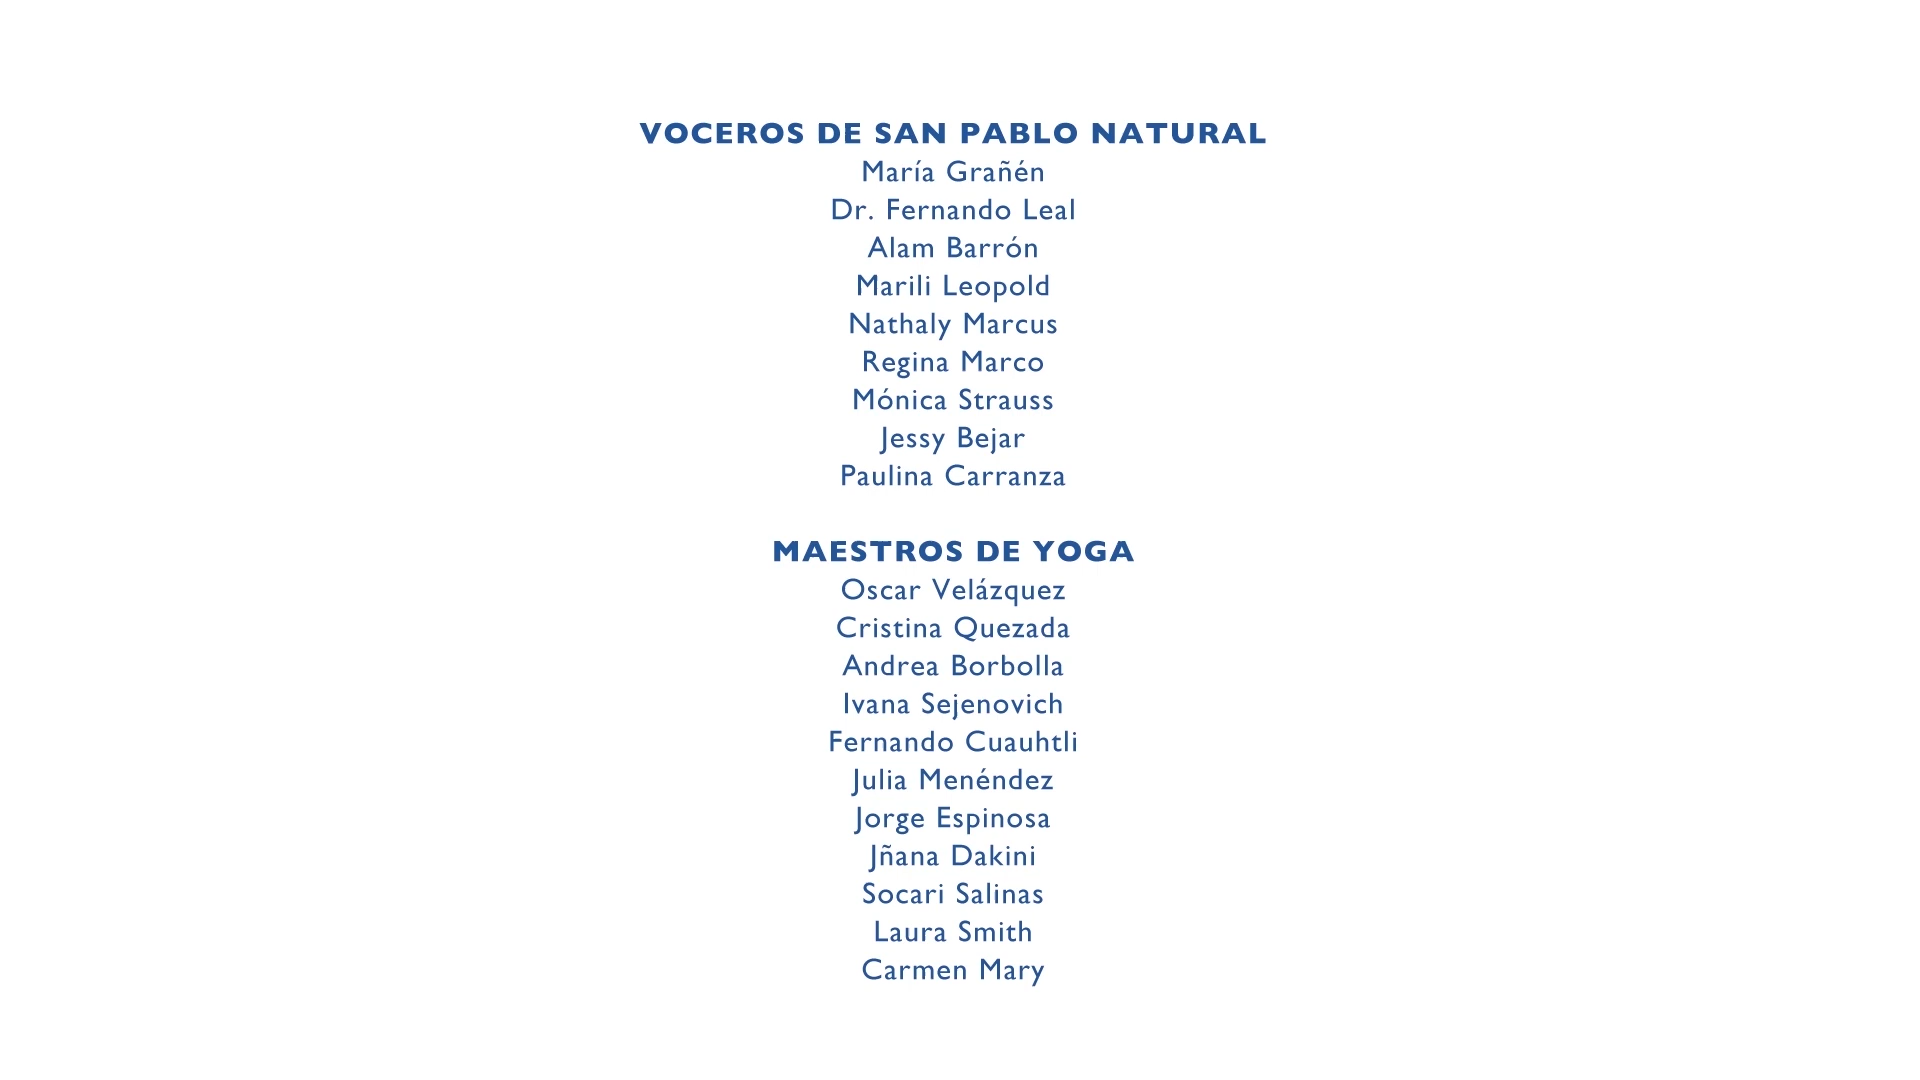 VOCEROS DE SAN PABLO NATURAL
María Grañén
Dr. Fernando Leal
Alam Barrón
Marili Leopold
Nathaly Marcus
Regina Marco
Mónica Strauss
Jessy Bejar
Paulina Carranza
MAESTROS DE YOGA
Oscar Velázquez
Cristina Quezada
Andrea Borbolla
Ivana Sejenovich
Fernando Cuauhtli
Julia Menéndez
Jorge Espinosa
Jñana Dakini
Socari Salinas
Laura Smith
Carmen Mary